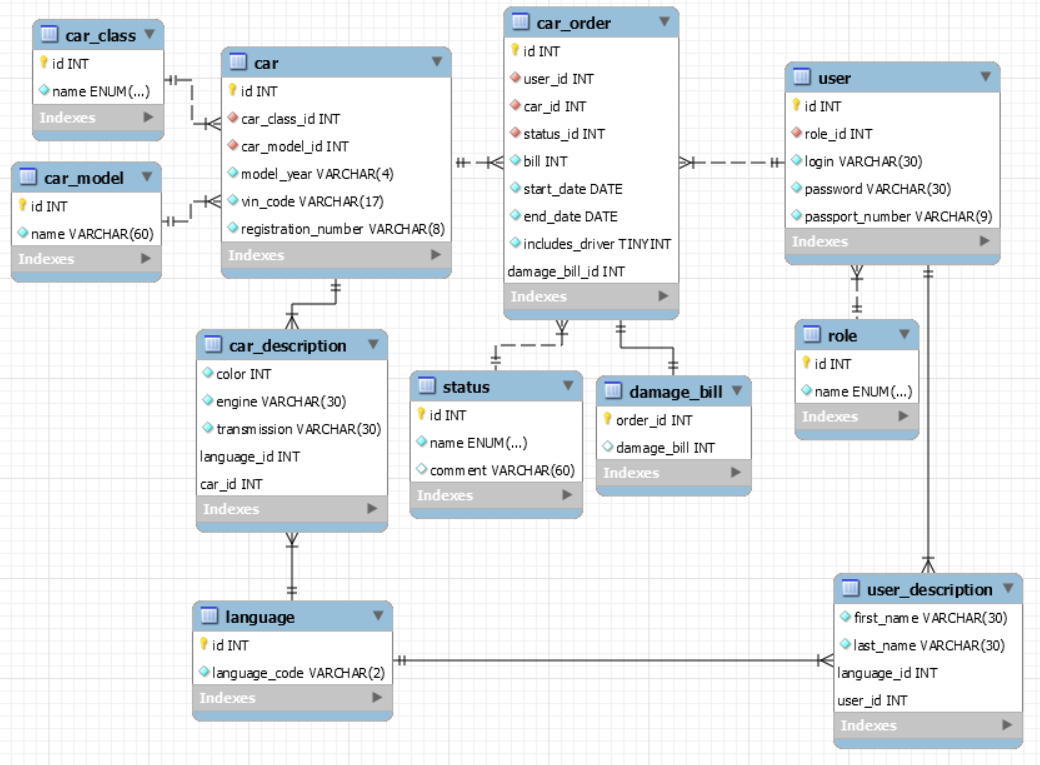 car_class
id INT
name ENUM(...)
Indexes
car_model
id INT
name VARCHAR(60)
Indexes
car
id INT
car_class_id INT
car_model_id INT
model_year VARCHAR(4)
vin_code VARCHAR(17)
registration_number VARCHAR(8)
Indexes
car_order
id INT
user_id INT
car_id INT
status_id INT
bill INT
start_date DATE
end_date DATE
includes_driver TINYINT
damage_bill_id INT
Indexes
user
id INT
role_id INT
login VARCHAR(30)
password VARCHAR(30)
passport_number VARCHAR(9)
Indexes
car_description
color INT
engine VARCHAR(30)
transmission VARCHAR(30)
language_id INT
car_id INT
Indexes
status
id INT
name ENUM(...)
comment VARCHAR(60)
Indexes
damage_bill
order_id INT
damage_bill INT
Indexes
role
id INT
name ENUM(...)
Indexes
language
id INT
language_code VARCHAR(2)
Indexes
user_description
first_name VARCHAR(30)
last_name VARCHAR(30)
language_id INT
user_id INT
Indexes